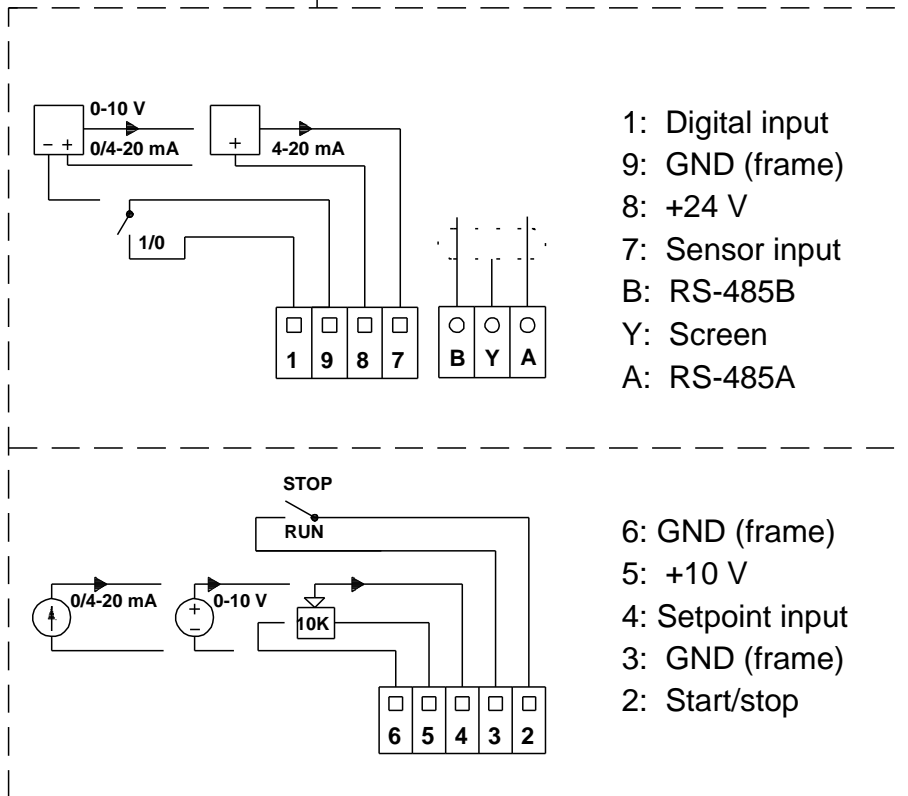 0-10 V
0/4-20 mA
- +
+
4-20 mA
1/0
1 9 8 7
B Y A
1: Digital input
9: GND (frame)
8: +24 V
7: Sensor input
B: RS-485B
Y: Screen
A: RS-485A
STOP
RUN
0/4-20 mA
+
-
0-10 V
10K
6 5 4 3 2
6: GND (frame)
5: +10 V
4: Setpoint input
3: GND (frame)
2: Start/stop